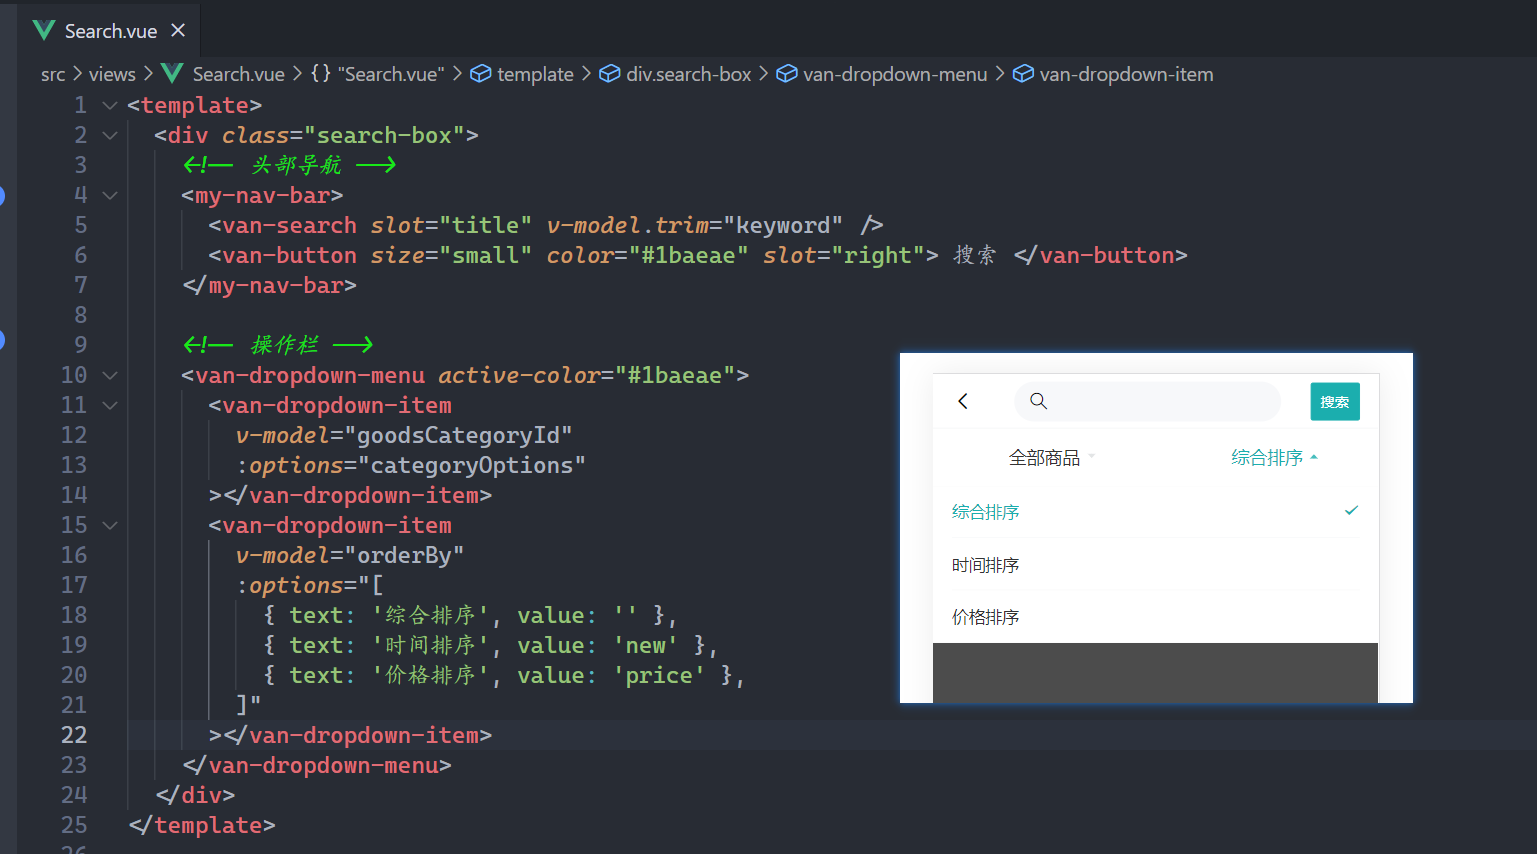 Search.vue
src > views > Search.vue > {} "Search.vue" > template > div.search-box > van-dropdown-menu > van-dropdown-item
1 <template>
2 <div class="search-box">
3 <!-- 头部导航 -->
4 <my-nav-bar>
5 <van-search slot="title" v-model.trim="keyword" />
6 <van-button size="small" color="#1baeae" slot="right"> 搜索 </van-button>
7 </my-nav-bar>
8
9 <!-- 操作栏 -->
10 <van-dropdown-menu active-color="#1baeae">
11 <van-dropdown-item
12 v-model="goodsCategoryId"
13 :options="categoryOptions"
14 ></van-dropdown-item>
15 <van-dropdown-item
16 v-model="orderBy"
17 :options="[
18 { text: '综合排序', value: '' },
19 { text: '时间排序', value: 'new' },
20 { text: '价格排序', value: 'price' },
21 ]"
22 ></van-dropdown-item>
23 </van-dropdown-menu>
24 </div>
25 </template>
26
搜索
全部商品 综合排序
综合排序
时间排序
价格排序